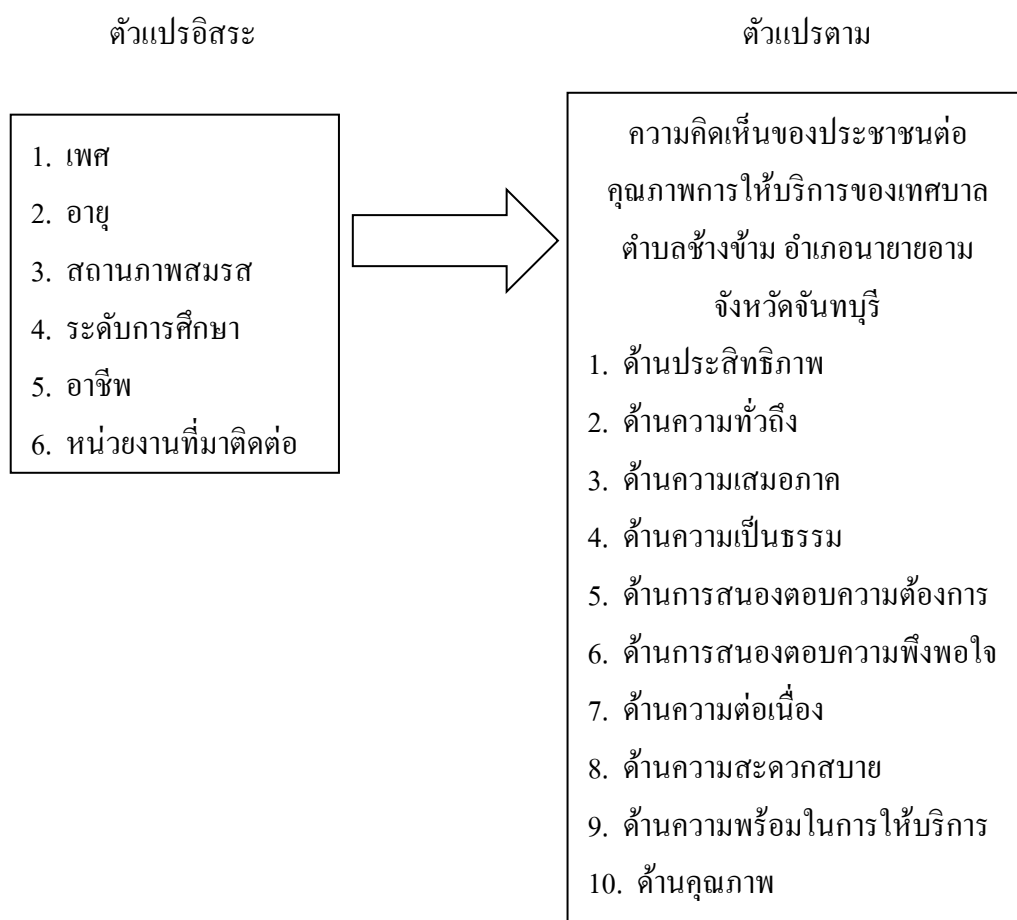 ตัวแปรอิสระ
1. เพศ
2. อายุ
3. สถานภาพสมรส
4. ระดับการศึกษา
5. อาชีพ
6. หน่วยงานที่มาติดต่อ
ตัวแปรตาม
ความคิดเห็นของประชาชนต่อ
คุณภาพการให้บริการของเทศบาล
ตำบลช้างข้าม อำเภอนายายอาม
จังหวัดจันทบุรี
1. ด้านประสิทธิภาพ
2. ด้านความทั่วถึง
3. ด้านความเสมอภาค
4. ด้านความเป็นธรรม
5. ด้านการสนองตอบความต้องการ
6. ด้านการสนองตอบความพึงพอใจ
7. ด้านความต่อเนื่อง
8. ด้านความสะดวกสบาย
9. ด้านความพร้อมในการให้บริการ
10. ด้านคุณภาพ